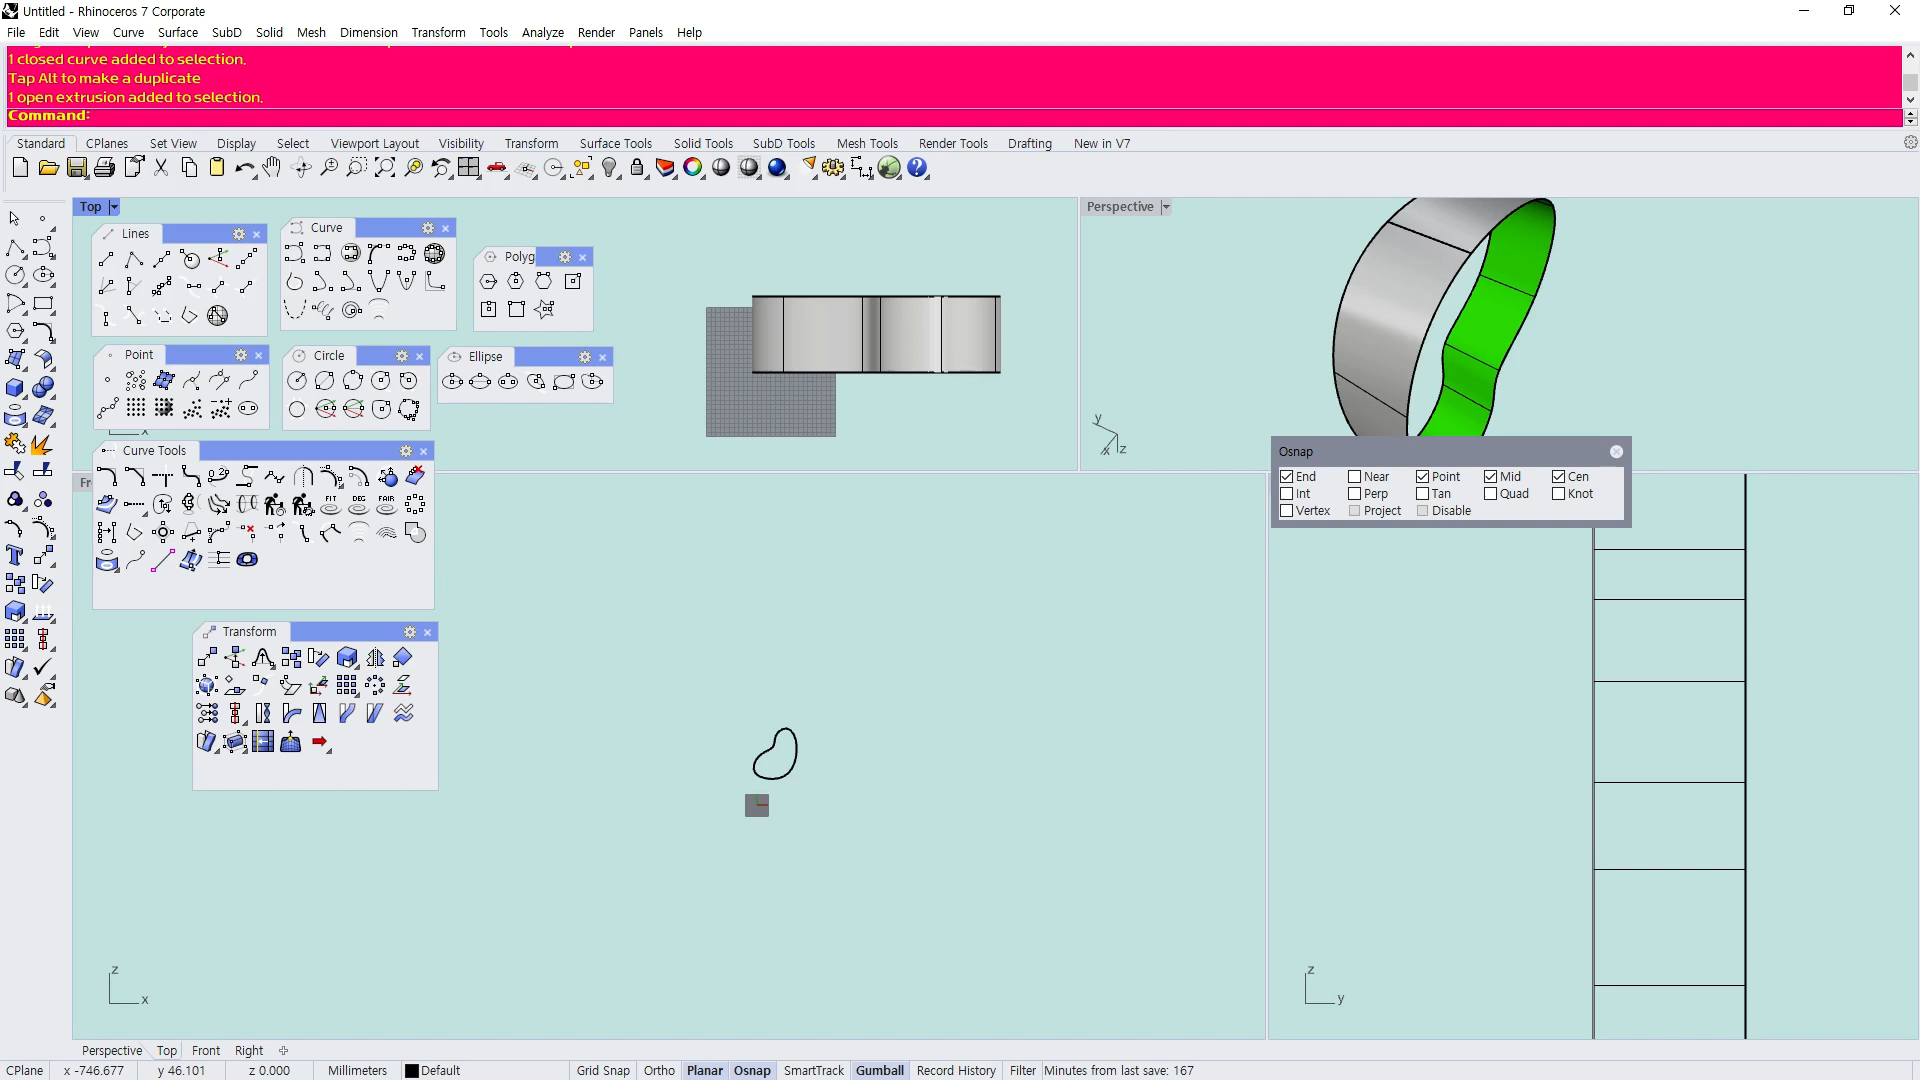 Untitled - Rhinoceros 7 Corporate
File Edit View Curve Surface SubD Solid Mesh Dimension Transform Tools Analyze Render Panels Help
1 closed curve added to selection.
Tap Alt to make a duplicate
1 open extrusion added to selection.
Command:
Standard CPlanes Set View Display Select Viewport Layout Visibility Transform Surface Tools Solid Tools SubD Tools Mesh Tools Render Tools Drafting New in V7
Top
Perspective
Lines
Curve
Polyg
Point
Circle
Ellipse
x
y
x z
Curve Tools
FIT DEG FAIR
Transform
Fr
Osnap
End Near Point Mid Cen
Int Perp Tan Quad Knot
Vertex Project Disable
z
x
z
y
Perspective Top Front Right
CPlane x -746.677 y 46.101 z 0.000 Millimeters Default Grid Snap Ortho Planar Osnap SmartTrack Gumball Record History Filter Minutes from last save: 167